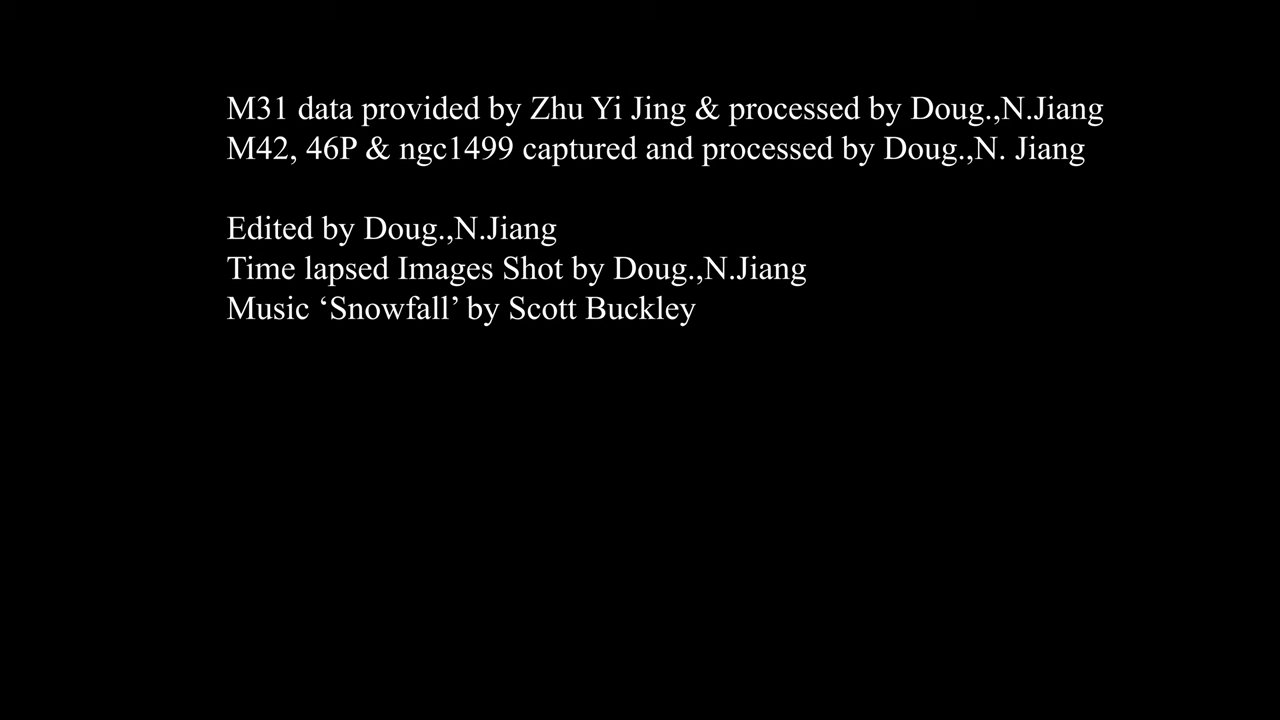 M31 data provided by Zhu Yi Jing & processed by Doug.,N.Jiang
M42, 46P & ngc1499 captured and processed by Doug.,N. Jiang
Edited by Doug.,N.Jiang
Time lapsed Images Shot by Doug.,N.Jiang
Music ‘Snowfall’ by Scott Buckley